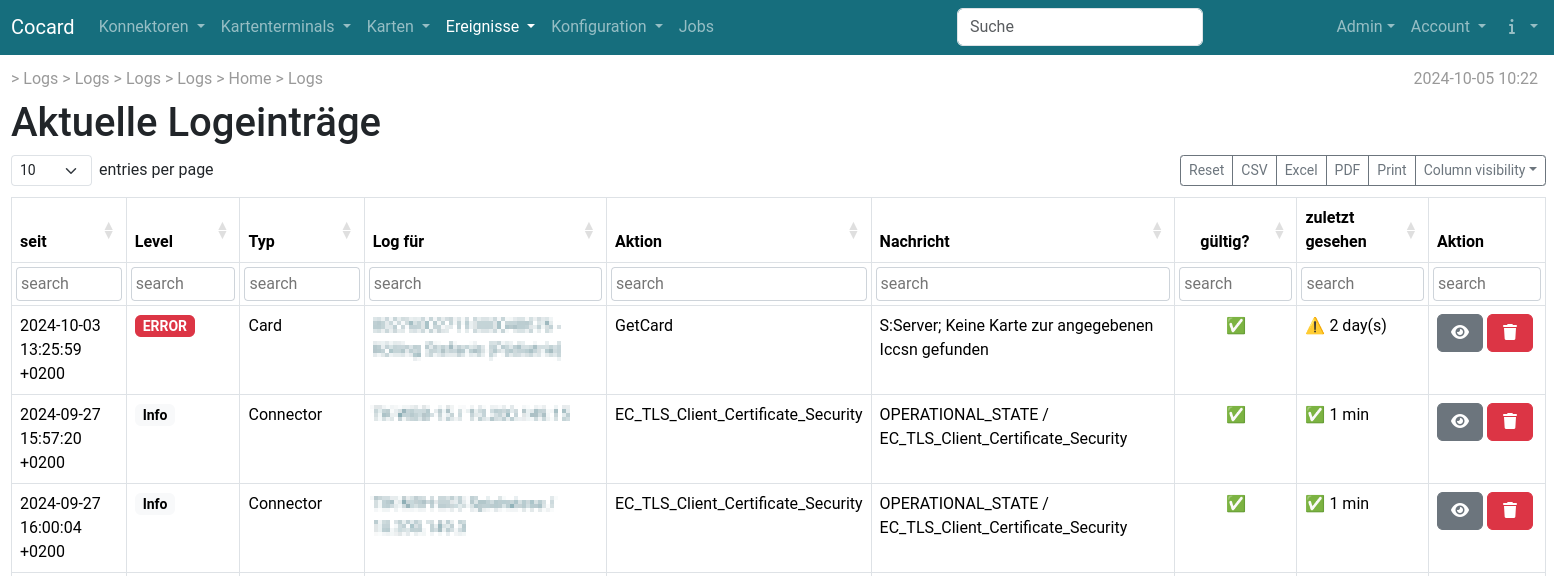 Cocard Konnektoren Kartenterminals Karten Ereignisse Konfiguration Jobs Suche Admin Account i
> Logs > Logs > Logs > Logs > Home > Logs 2024-10-05 10:22
Aktuelle Logeinträge
10 entries per page Reset CSV Excel PDF Print Column visibility
seit Level Typ Log für Aktion Nachricht gültig? zuletzt gesehen Aktion
search search search search search search search search search
2024-10-03 ERROR Card GetCard S:Server; Keine Karte zur angegebenen ✅ ⚠️ 2 day(s)
13:25:59 Iccsn gefunden
+0200
2024-09-27 Info Connector EC_TLS_Client_Certificate_Security OPERATIONAL_STATE / ✅ ✅ 1 min
15:57:20 EC_TLS_Client_Certificate_Security
+0200
2024-09-27 Info Connector EC_TLS_Client_Certificate_Security OPERATIONAL_STATE / ✅ ✅ 1 min
16:00:04 EC_TLS_Client_Certificate_Security
+0200